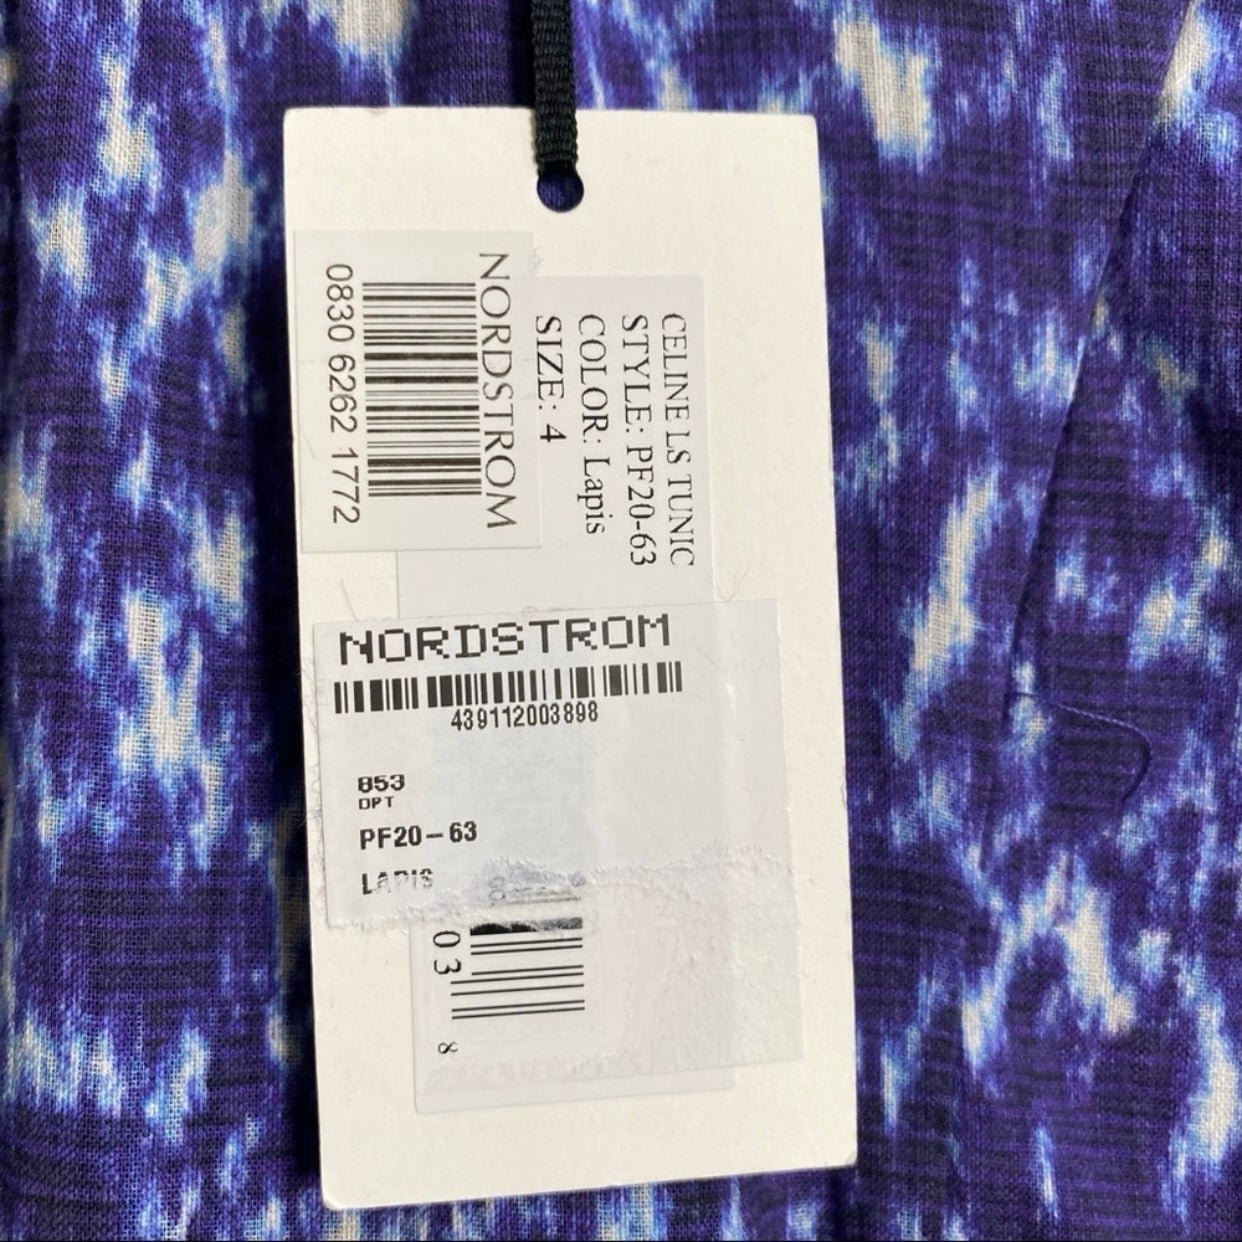 NORDSTROM
0830 6262 1772
CELINE LS TUNIC
STYLE: PF20-63
COLOR: Lapis
SIZE: 4
NORDSTROM
439112003898
853
DPT
PF20-63
LAPIS
03
8